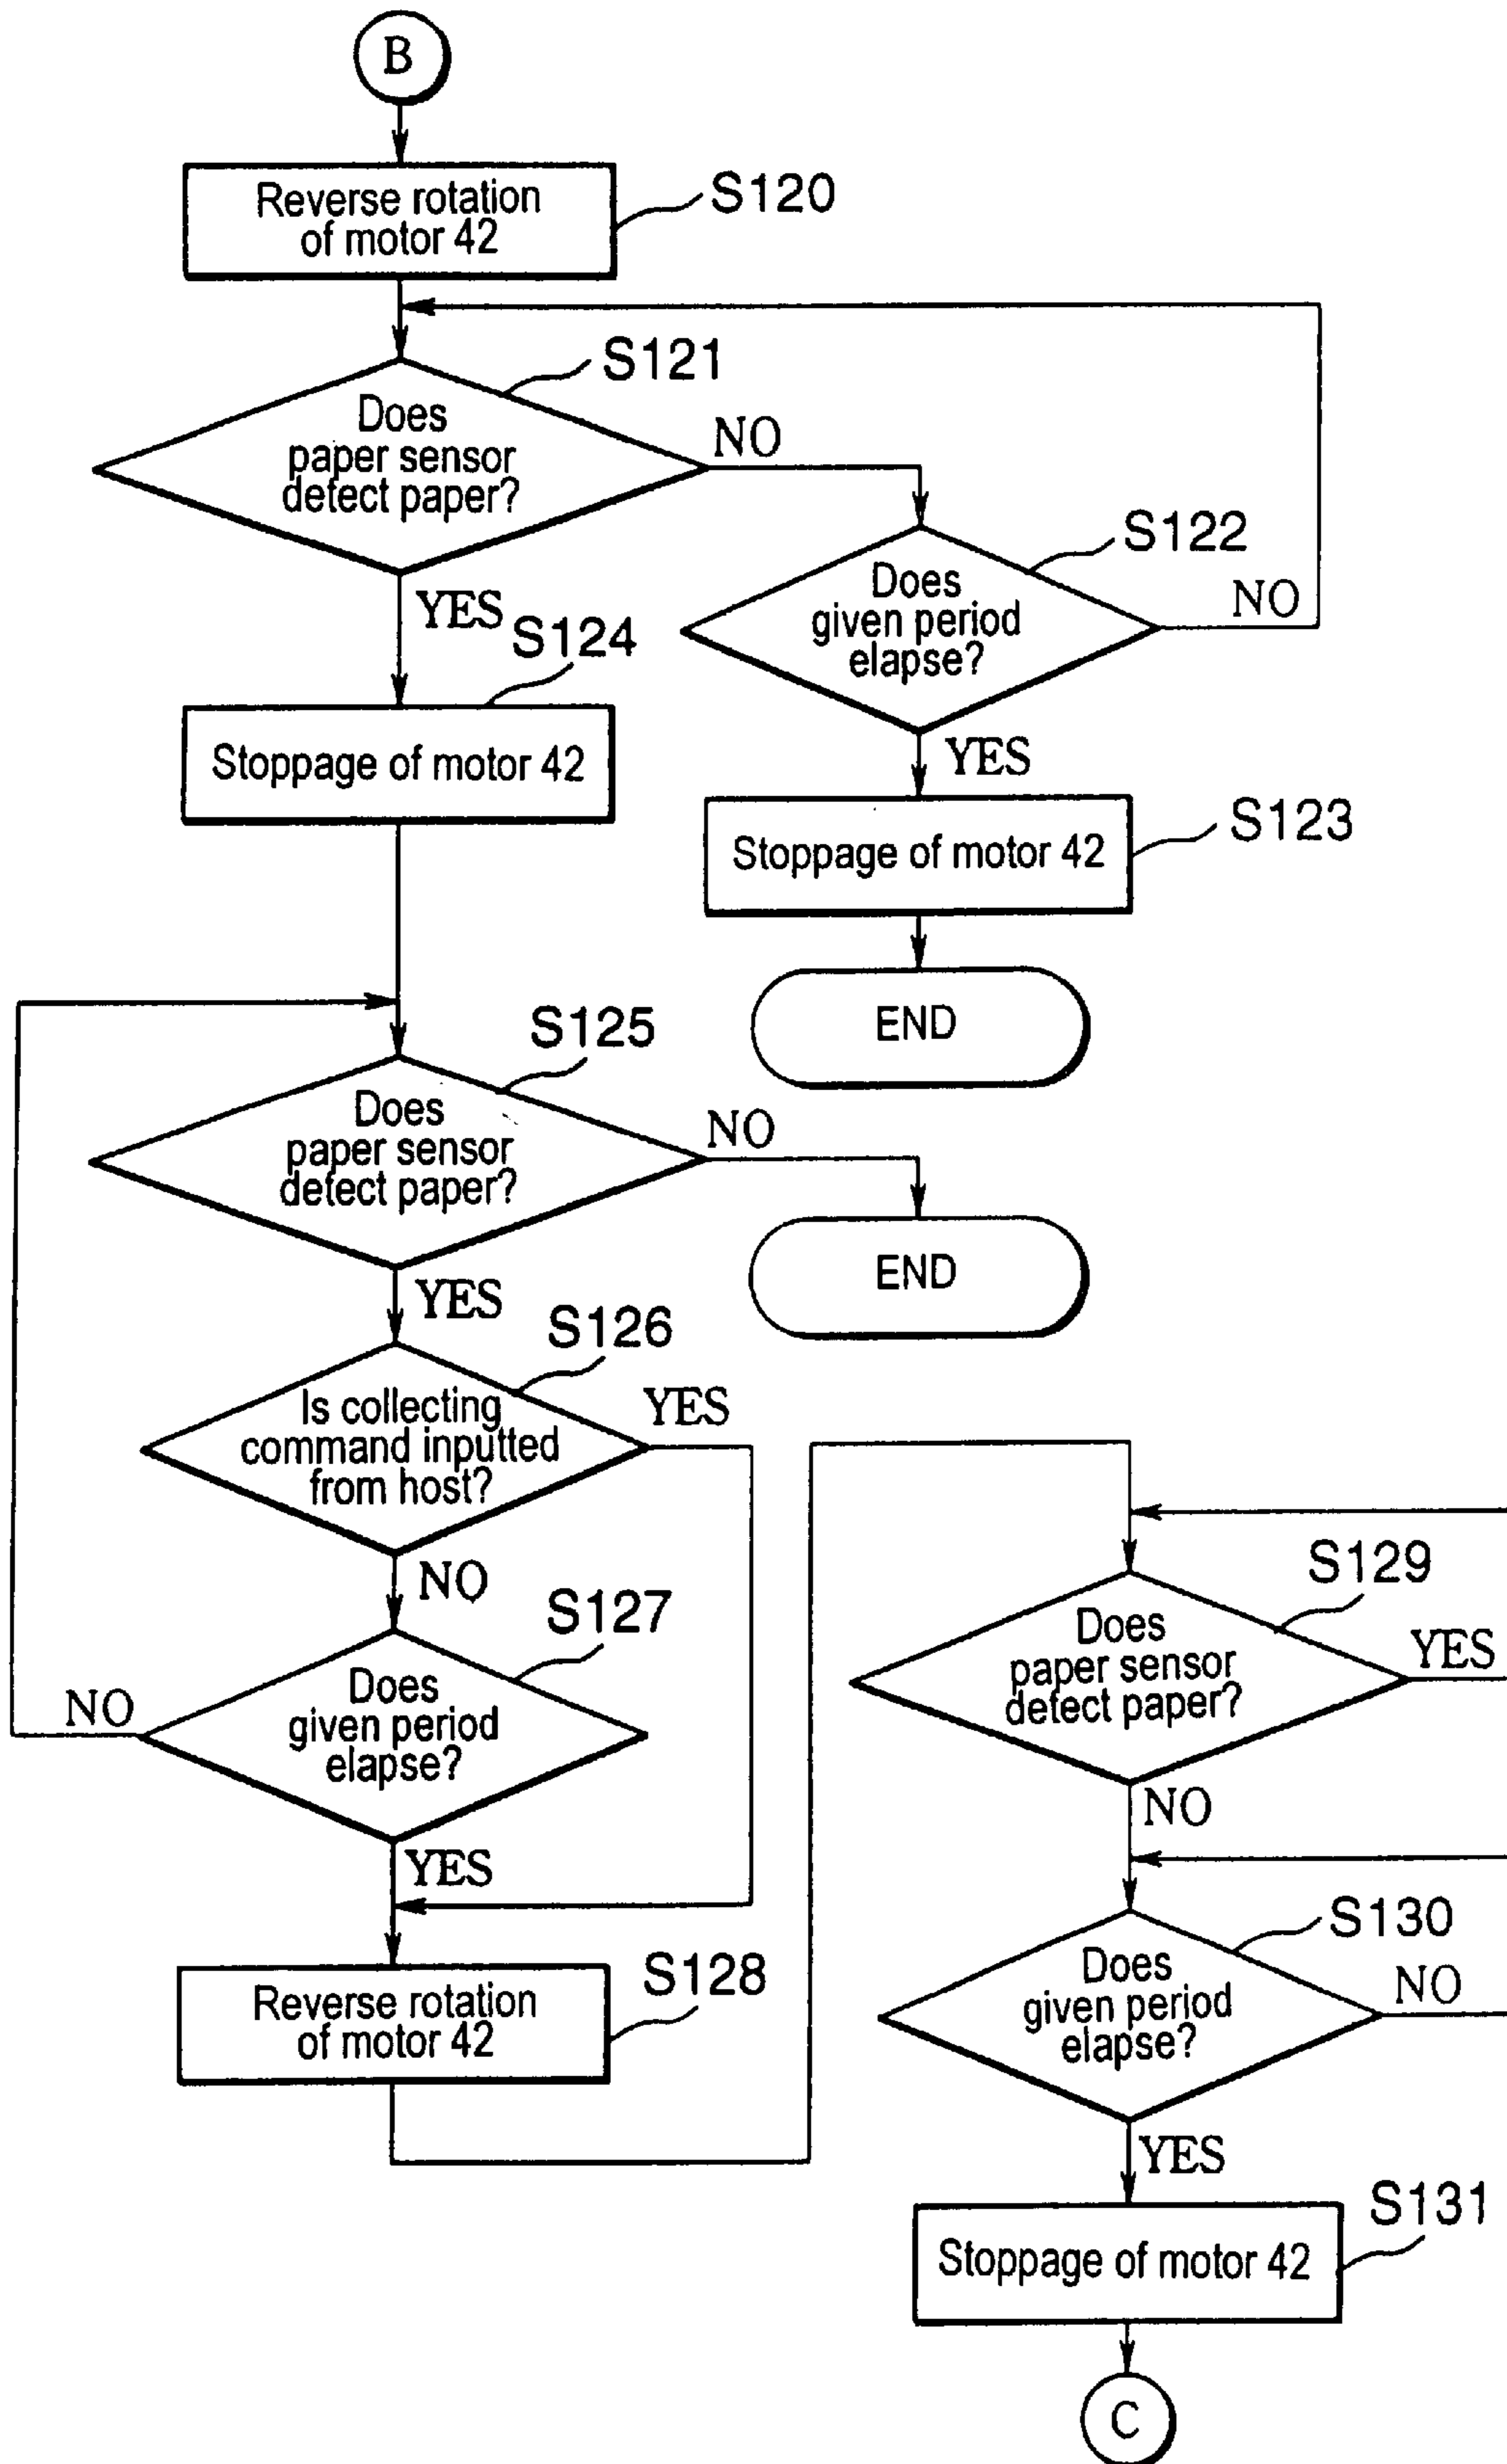 B
Reverse rotation
of motor 42
S120
S121
Does
paper sensor
detect paper?
NO
S122
Does
given period
elapse?
NO
YES
S124
Stoppage of motor 42
YES
S123
Stoppage of motor 42
END
S125
Does
paper sensor
detect paper?
NO
END
YES
S126
Is collecting
command inputted
from host?
YES
NO
S127
Does
given period
elapse?
NO
YES
S128
Reverse rotation
of motor 42
S129
Does
paper sensor
detect paper?
YES
NO
S130
Does
given period
elapse?
NO
YES
S131
Stoppage of motor 42
C